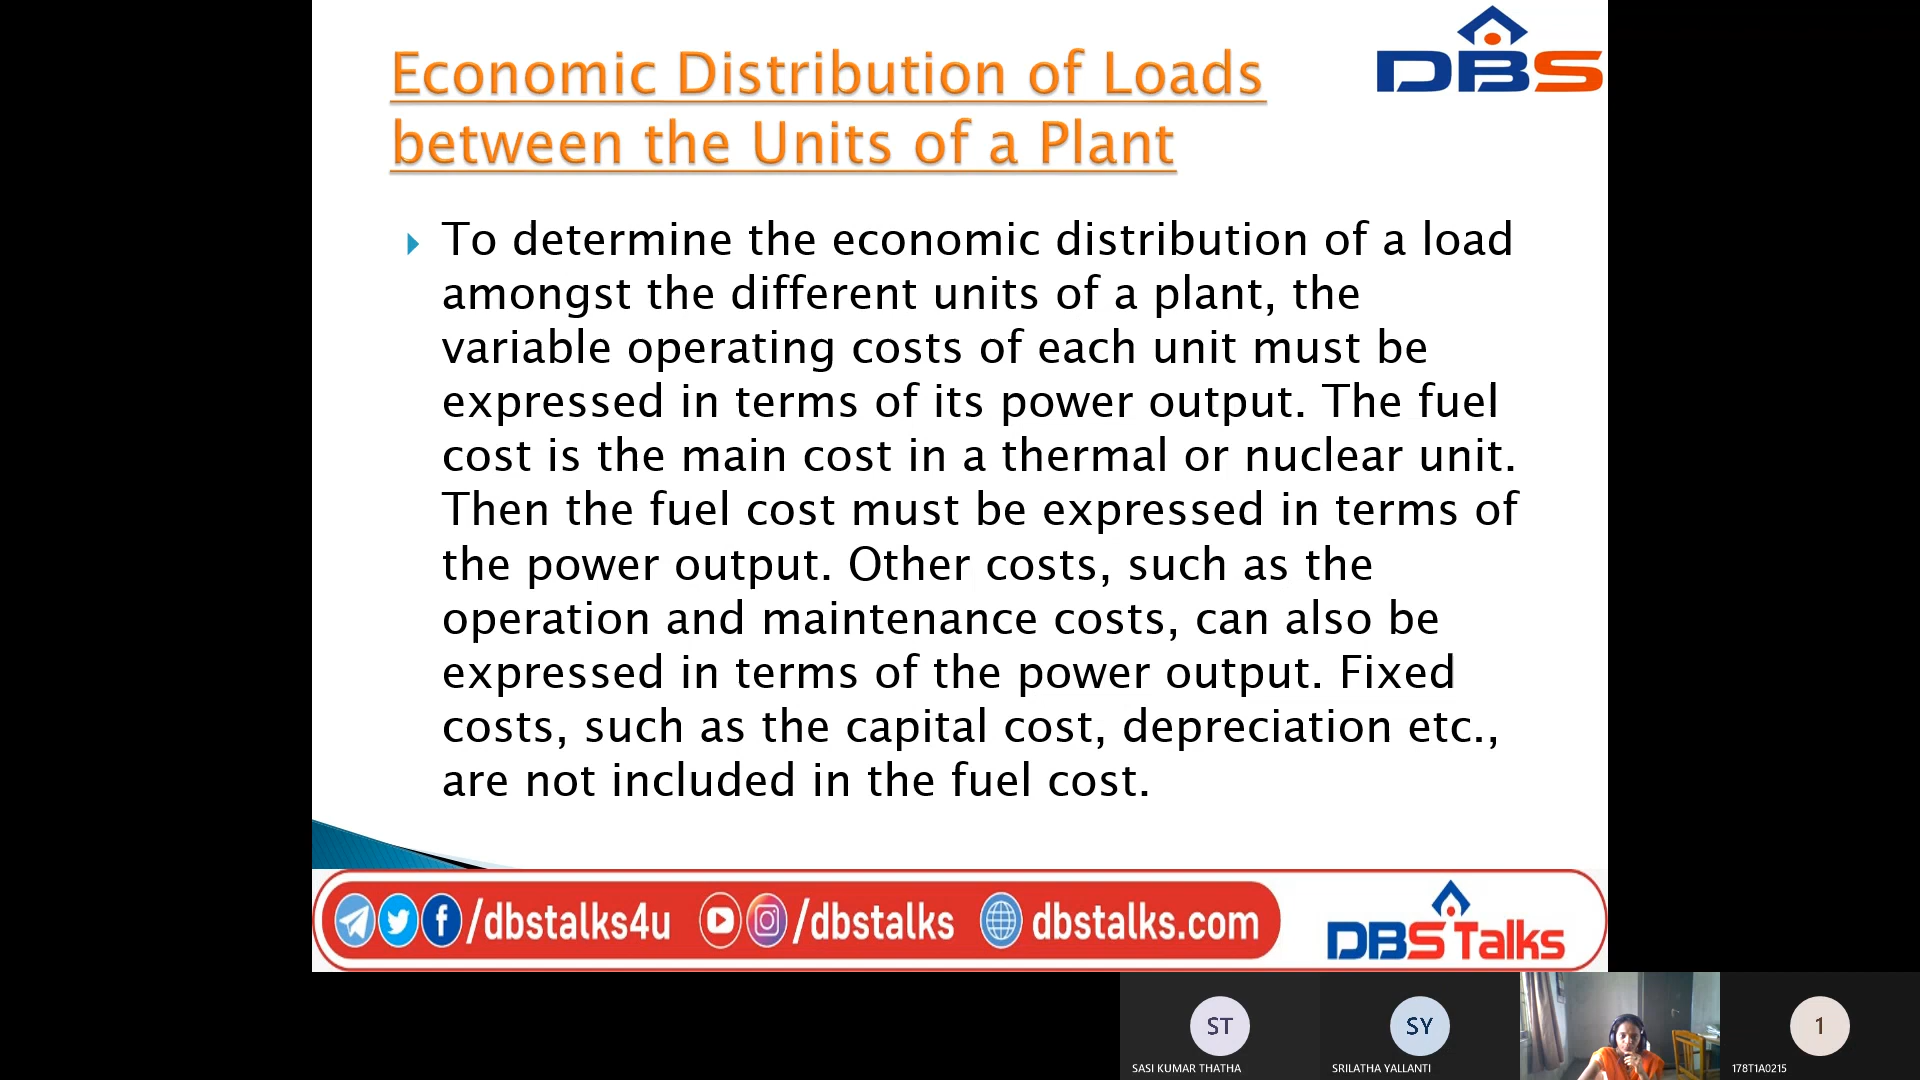 Economic Distribution of Loads
between the Units of a Plant
DBS
To determine the economic distribution of a load
amongst the different units of a plant, the
variable operating costs of each unit must be
expressed in terms of its power output. The fuel
cost is the main cost in a thermal or nuclear unit.
Then the fuel cost must be expressed in terms of
the power output. Other costs, such as the
operation and maintenance costs, can also be
expressed in terms of the power output. Fixed
costs, such as the capital cost, depreciation etc.,
are not included in the fuel cost.
/dbstalks4u /dbstalks dbstalks.com
DBS Talks
ST
SY
1
SASI KUMAR THATHA
SRILATHA YALLANTI
178T1A0215